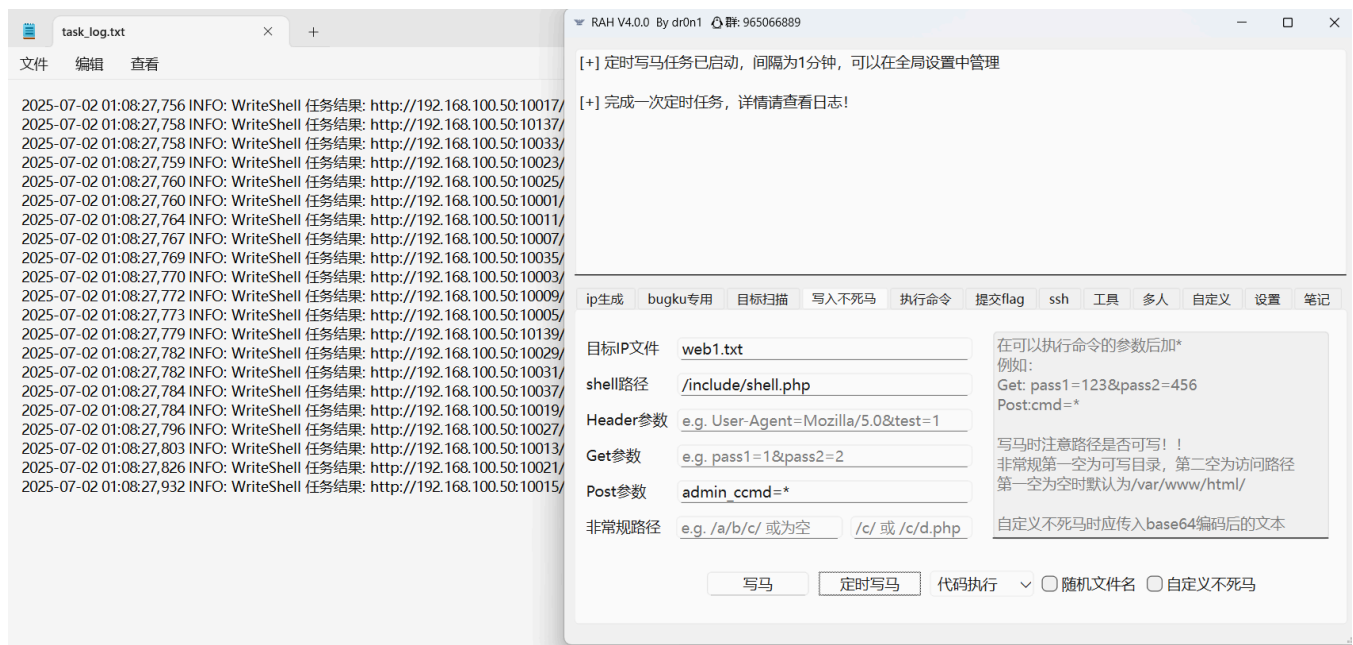 task_log.txt
文件 编辑 查看
2025-07-02 01:08:27,756 INFO: WriteShell 任务结果: http://192.168.100.50:10017/
2025-07-02 01:08:27,758 INFO: WriteShell 任务结果: http://192.168.100.50:10137/
2025-07-02 01:08:27,758 INFO: WriteShell 任务结果: http://192.168.100.50:10033/
2025-07-02 01:08:27,759 INFO: WriteShell 任务结果: http://192.168.100.50:10023/
2025-07-02 01:08:27,760 INFO: WriteShell 任务结果: http://192.168.100.50:10025/
2025-07-02 01:08:27,760 INFO: WriteShell 任务结果: http://192.168.100.50:10001/
2025-07-02 01:08:27,764 INFO: WriteShell 任务结果: http://192.168.100.50:10011/
2025-07-02 01:08:27,767 INFO: WriteShell 任务结果: http://192.168.100.50:10007/
2025-07-02 01:08:27,769 INFO: WriteShell 任务结果: http://192.168.100.50:10035/
2025-07-02 01:08:27,770 INFO: WriteShell 任务结果: http://192.168.100.50:10003/
2025-07-02 01:08:27,772 INFO: WriteShell 任务结果: http://192.168.100.50:10009/
2025-07-02 01:08:27,773 INFO: WriteShell 任务结果: http://192.168.100.50:10005/
2025-07-02 01:08:27,779 INFO: WriteShell 任务结果: http://192.168.100.50:10139/
2025-07-02 01:08:27,782 INFO: WriteShell 任务结果: http://192.168.100.50:10029/
2025-07-02 01:08:27,782 INFO: WriteShell 任务结果: http://192.168.100.50:10031/
2025-07-02 01:08:27,784 INFO: WriteShell 任务结果: http://192.168.100.50:10037/
2025-07-02 01:08:27,784 INFO: WriteShell 任务结果: http://192.168.100.50:10019/
2025-07-02 01:08:27,796 INFO: WriteShell 任务结果: http://192.168.100.50:10027/
2025-07-02 01:08:27,803 INFO: WriteShell 任务结果: http://192.168.100.50:10013/
2025-07-02 01:08:27,826 INFO: WriteShell 任务结果: http://192.168.100.50:10021/
2025-07-02 01:08:27,932 INFO: WriteShell 任务结果: http://192.168.100.50:10015/
RAH V4.0.0 By dr0n1 群: 965066889
[+] 定时写马任务已启动，间隔为1分钟，可以在全局设置中管理
[+] 完成一次定时任务，详情请查看日志！
ip生成 bugku专用 目标扫描 写入不死马 执行命令 提交flag ssh 工具 多人 自定义 设置 笔记
目标IP文件 web1.txt
shell路径 /include/shell.php
Header参数 e.g. User-Agent=Mozilla/5.0&test=1
Get参数 e.g. pass1=1&pass2=2
Post参数 admin_ccmd=*
非常规路径 e.g. /a/b/c/ 或为空 /c/ 或 /c/d.php
在可以执行命令的参数后加*
例如：
Get: pass1=123&pass2=456
Post:cmd=*
写马时注意路径是否可写！！
非常规第一空为可写目录，第二空为访问路径
第一空为空时默认为/var/www/html/
自定义不死马时应传入base64编码后的文本
写马 定时写马 代码执行 随机文件名 自定义不死马